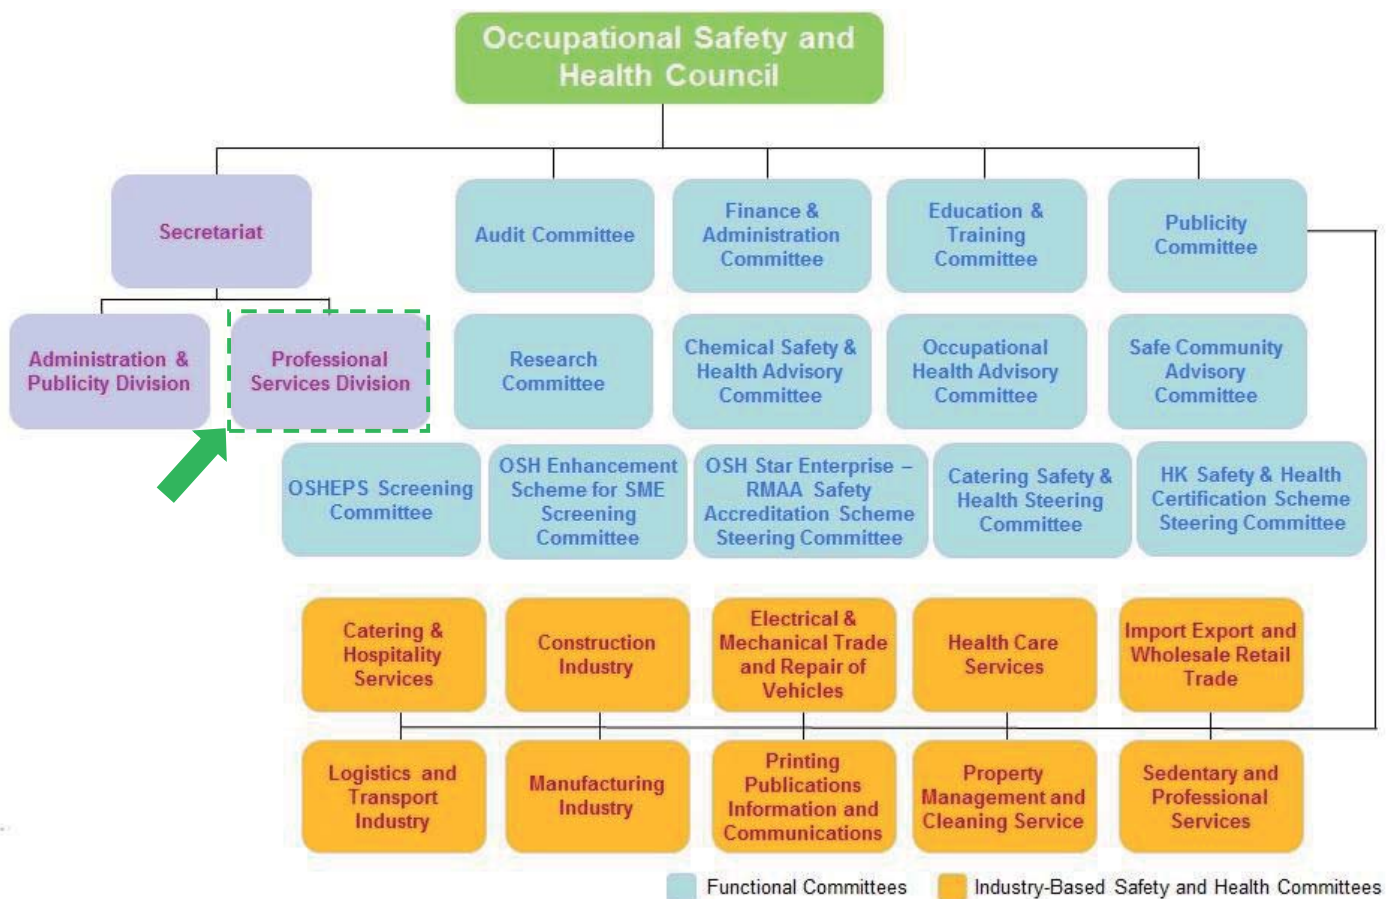 Occupational Safety and
Health Council
Secretariat
Audit Committee
Finance &
Administration
Committee
Education &
Training
Committee
Publicity
Committee
Administration &
Publicity Division
Professional
Services Division
Research
Committee
Chemical Safety &
Health Advisory
Committee
Occupational
Health Advisory
Committee
Safe Community
Advisory
Committee
OSHEPS Screening
Committee
OSH Enhancement
Scheme for SME
Screening
Committee
OSH Star Enterprise –
RMAA Safety
Accreditation Scheme
Steering Committee
Catering Safety &
Health Steering
Committee
HK Safety & Health
Certification Scheme
Steering Committee
Catering &
Hospitality
Services
Construction
Industry
Electrical &
Mechanical Trade
and Repair of
Vehicles
Health Care
Services
Import Export and
Wholesale Retail
Trade
Logistics and
Transport
Industry
Manufacturing
Industry
Printing
Publications
Information and
Communications
Property
Management and
Cleaning Service
Sedentary and
Professional
Services
Functional Committees
Industry-Based Safety and Health Committees